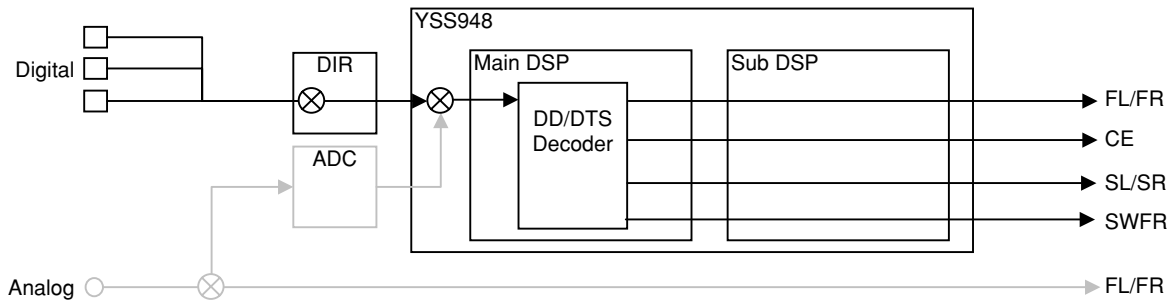 YSS948
Digital
DIR
Main DSP
Sub DSP
DD/DTS
Decoder
FL/FR
CE
ADC
SL/SR
SWFR
Analog
FL/FR